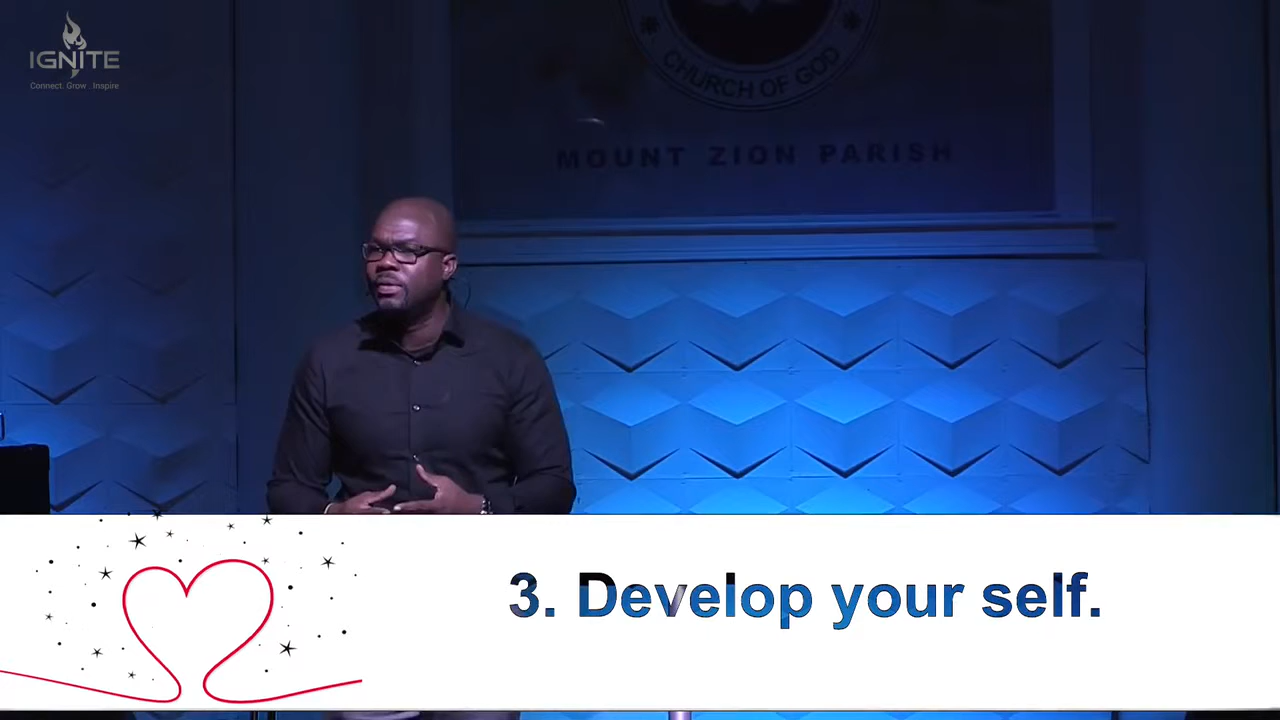 IGNITE
Connect. Grow . Inspire
CHURCH OF GOD
MOUNT ZION PARISH
3. Develop your self.